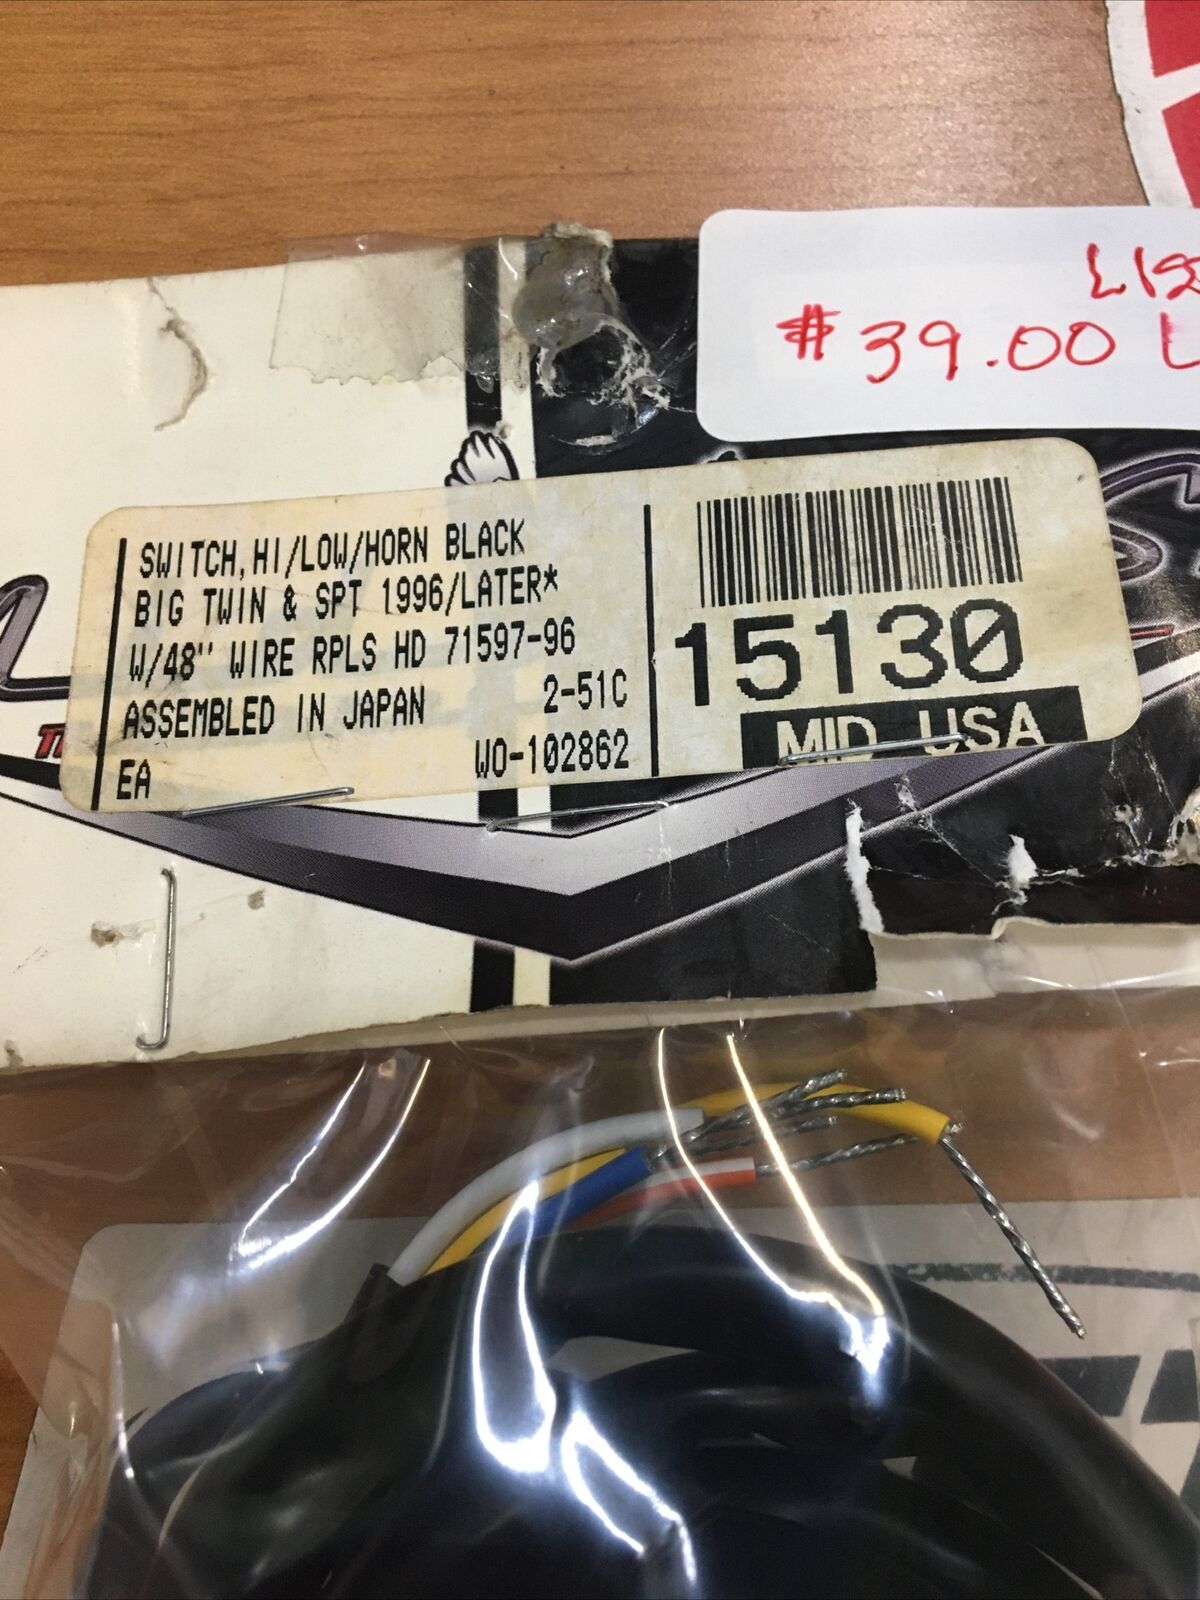 $39.00
SWITCH,HI/LOW/HORN BLACK
BIG TWIN & SPT 1996/LATER*
W/48" WIRE RPLS HD 71597-96
ASSEMBLED IN JAPAN 2-51C
EA WO-102862
15130
MID USA